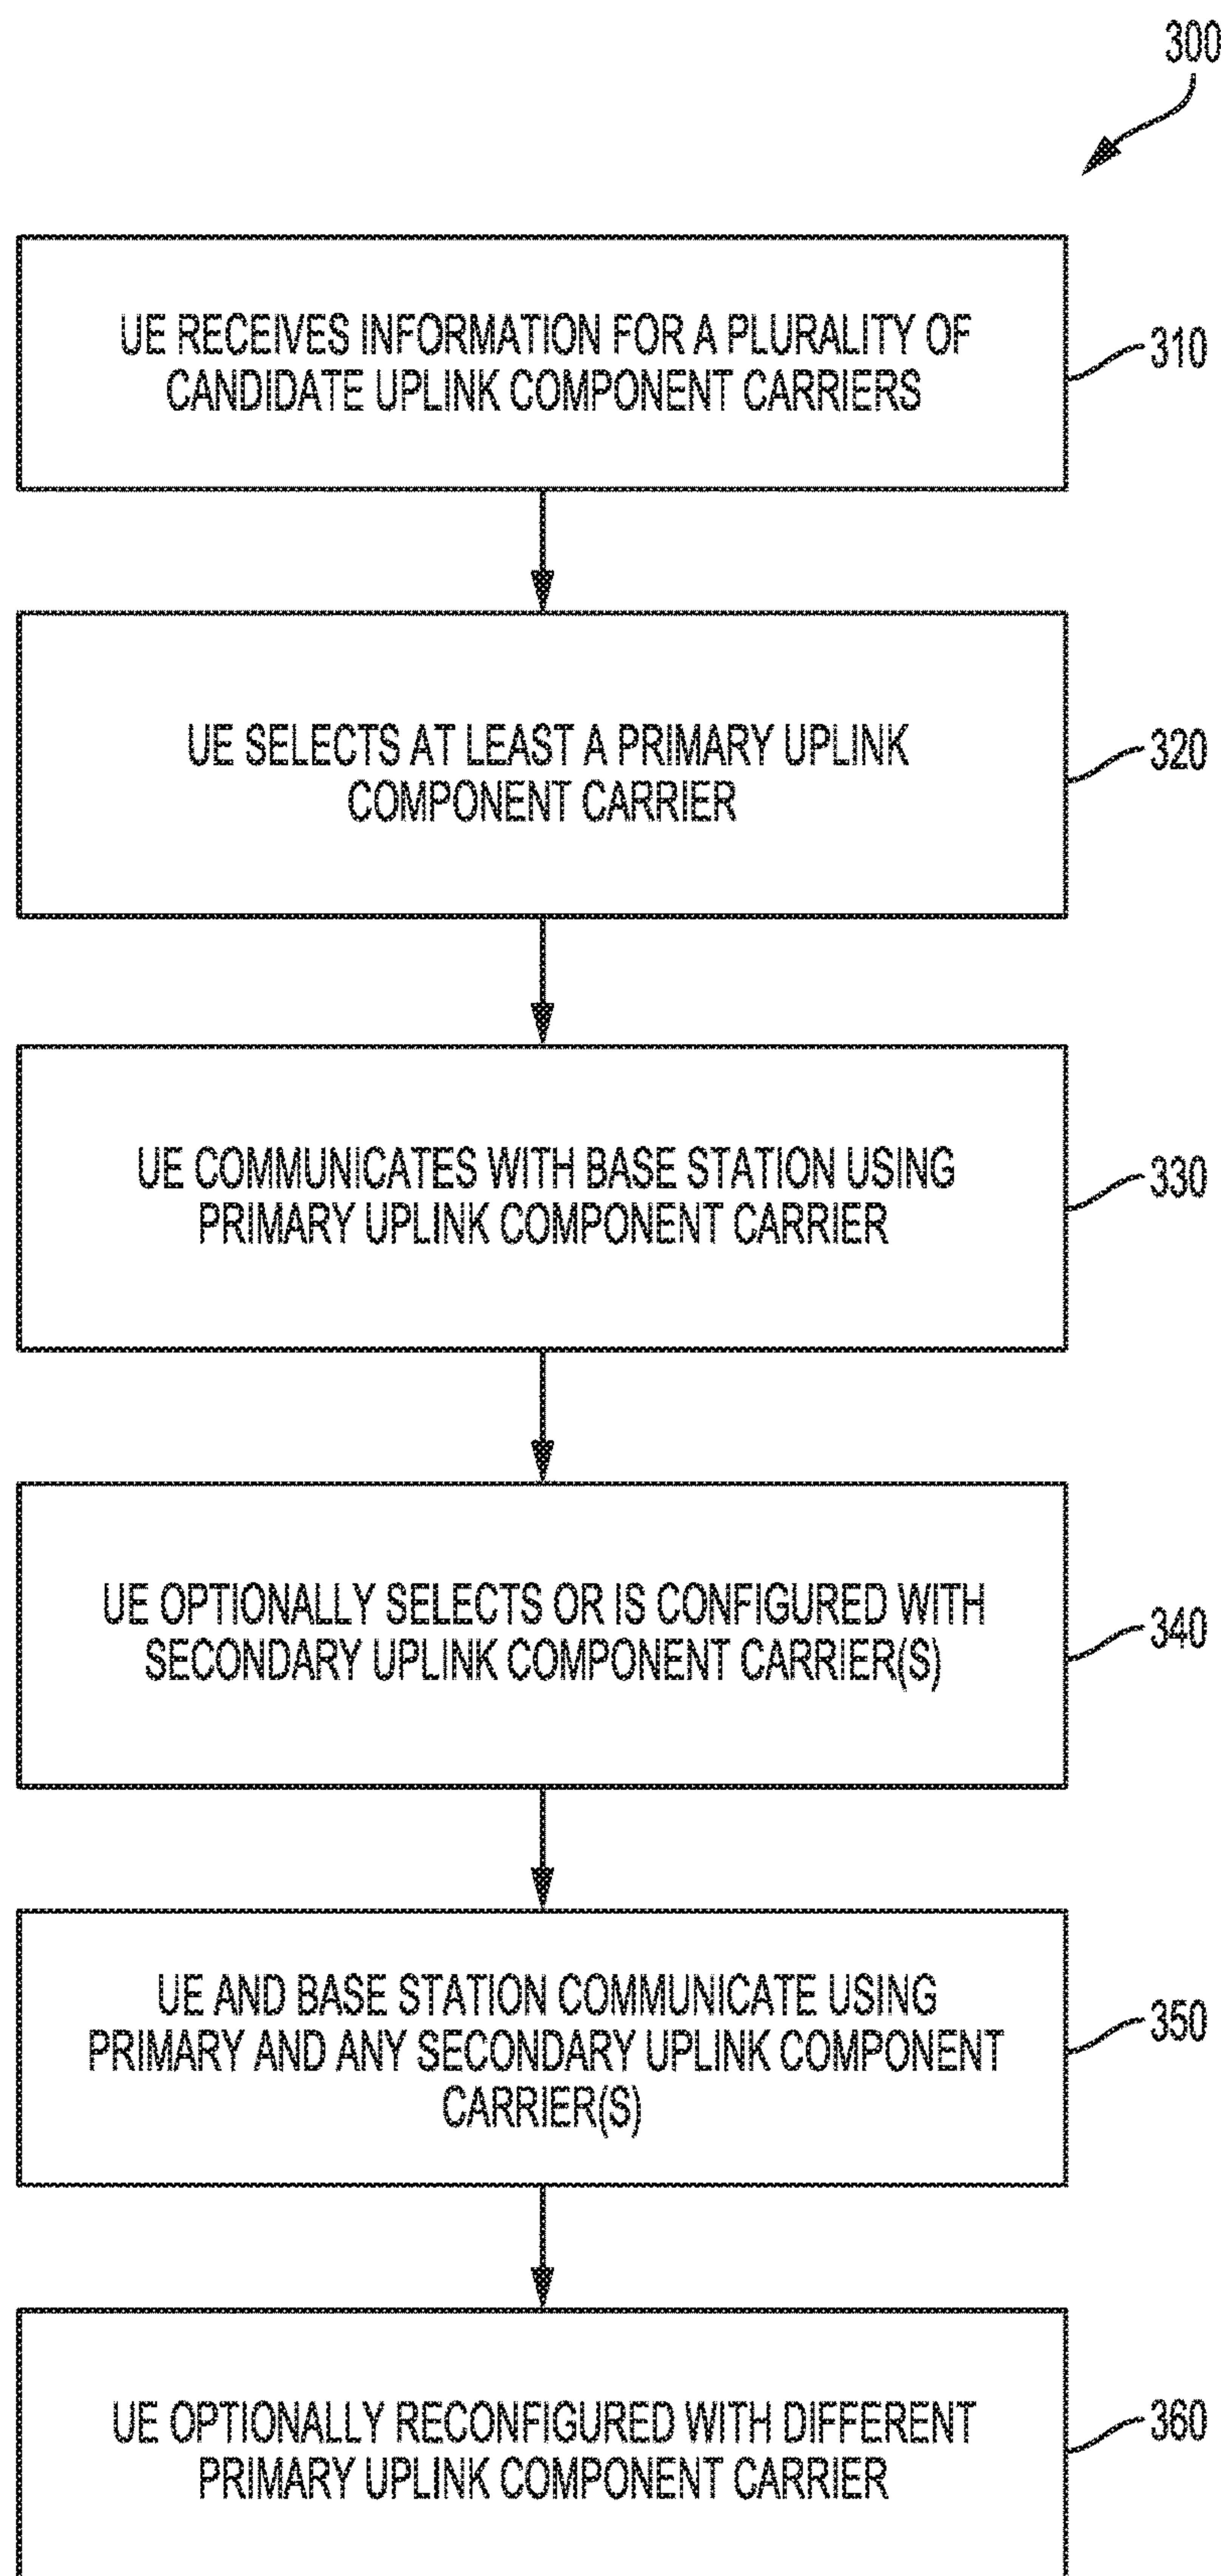 300
UE RECEIVES INFORMATION FOR A PLURALITY OF
CANDIDATE UPLINK COMPONENT CARRIERS
310
UE SELECTS AT LEAST A PRIMARY UPLINK
COMPONENT CARRIER
320
UE COMMUNICATES WITH BASE STATION USING
PRIMARY UPLINK COMPONENT CARRIER
330
UE OPTIONALLY SELECTS OR IS CONFIGURED WITH
SECONDARY UPLINK COMPONENT CARRIER(S)
340
UE AND BASE STATION COMMUNICATE USING
PRIMARY AND ANY SECONDARY UPLINK COMPONENT
CARRIER(S)
350
UE OPTIONALLY RECONFIGURED WITH DIFFERENT
PRIMARY UPLINK COMPONENT CARRIER
360